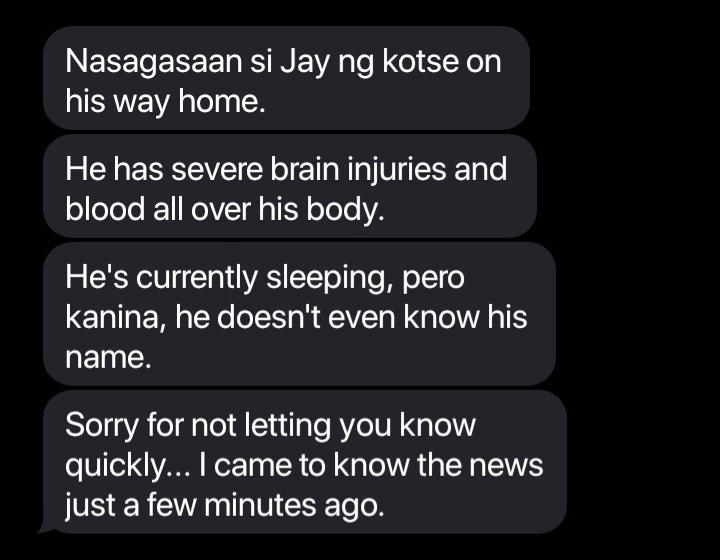 Nasagasaan si Jay ng kotse on
his way home.
He has severe brain injuries and
blood all over his body.
He's currently sleeping, pero
kanina, he doesn't even know his
name.
Sorry for not letting you know
quickly... I came to know the news
just a few minutes ago.